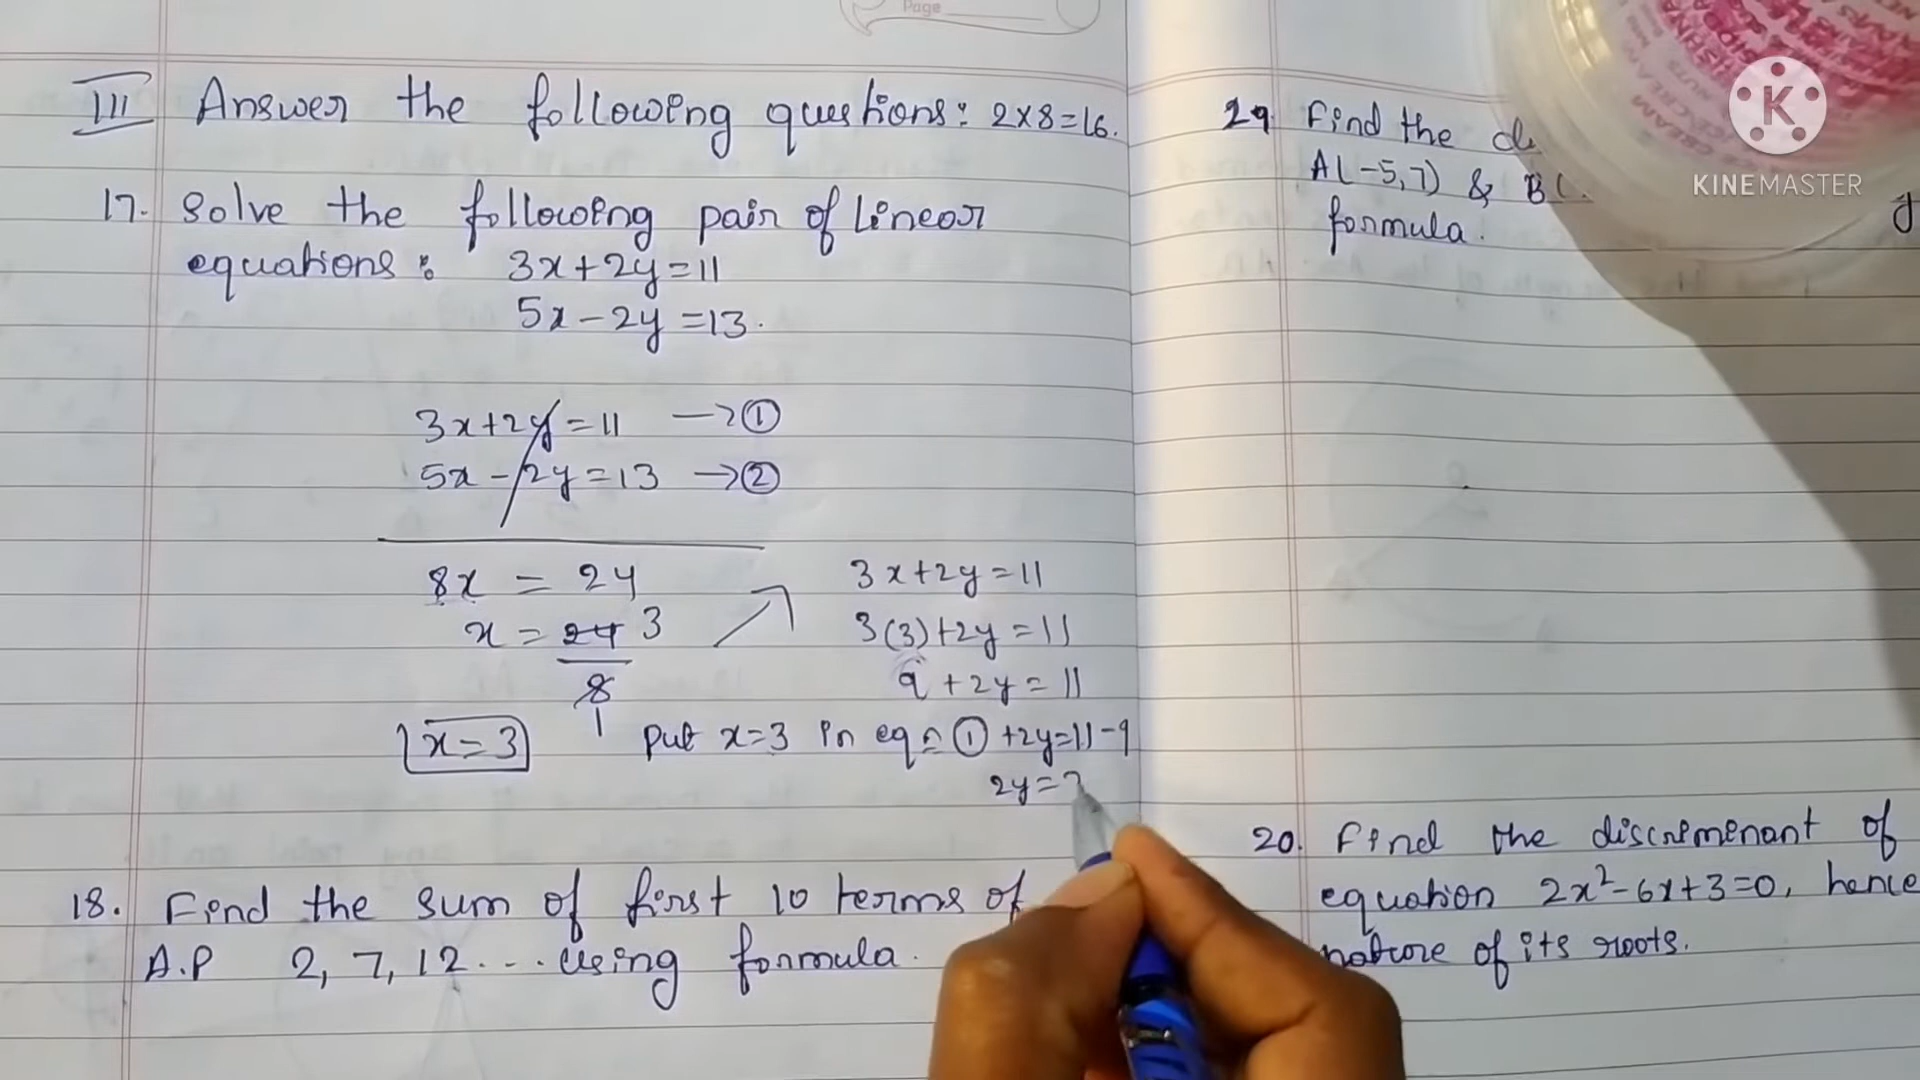 Page
III Answer the following questions: 2×8=16.
17. Solve the following pair of Linear
equations: 3x+2y=11
5x-2y=13.
3x+2y=11 →①
5x-2y=13 →②
8x = 24
x = 24 3
8
1
x=3
put x=3 in eqn ①
3x+2y=11
3(3)+2y=11
9+2y=11
+2y=11-9
2y=
18. Find the sum of first 10 terms of
A.P 2, 7, 12... using formula.
29. Find the
A(-5,7) & B(
formula.
20. Find the discriminant of
equation 2x²-6x+3=0, hence
nature of its roots.
K
KINEMASTER